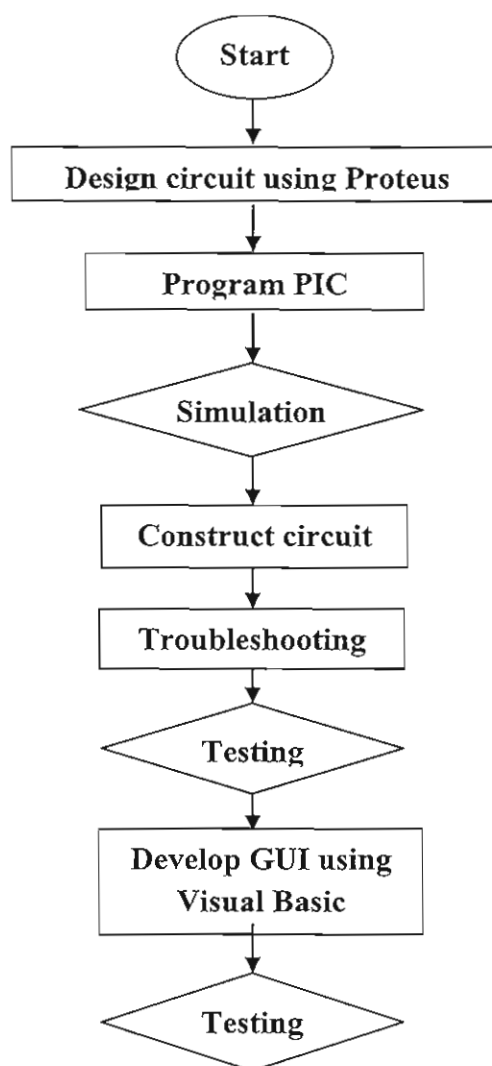 Start
Design circuit using Proteus
Program PIC
Simulation
Construct circuit
Troubleshooting
Testing
Develop GUI using
Visual Basic
Testing